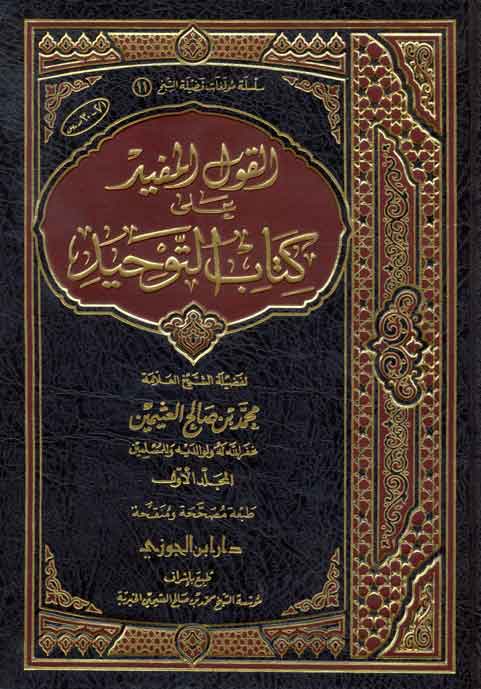 سلسلة مؤلفات فضيلة الشيخ (١١)
القول المفيد
على
كتاب التوحيد
لفضيلة الشيخ العلامة
محمد بن صالح العثيمين
غفر الله له ولوالديه وللمسلمين
المجلد الأول
طبعة مصححة ومنقحة
دار ابن الجوزي
طبع بإشراف
مؤسسة الشيخ محمد بن صالح العثيمين الخيرية